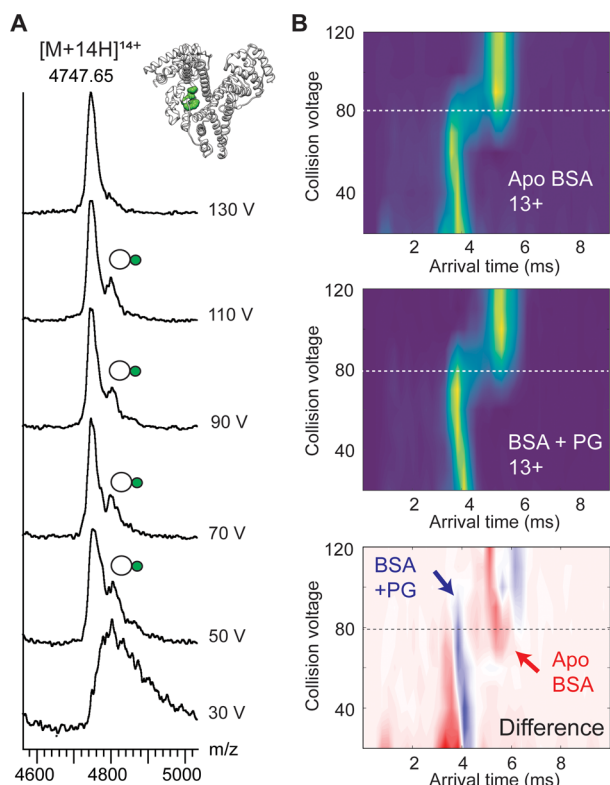 A
[M+14H]¹⁴⁺
4747.65
130 V
110 V
90 V
70 V
50 V
30 V
m/z
4600 4800 5000
B
Collision voltage
120
80
40
Apo BSA
13+
2 4 6 8
Arrival time (ms)
Collision voltage
120
80
40
BSA + PG
13+
2 4 6 8
Arrival time (ms)
Collision voltage
120
80
40
BSA
+PG
Apo
BSA
Difference
2 4 6 8
Arrival time (ms)